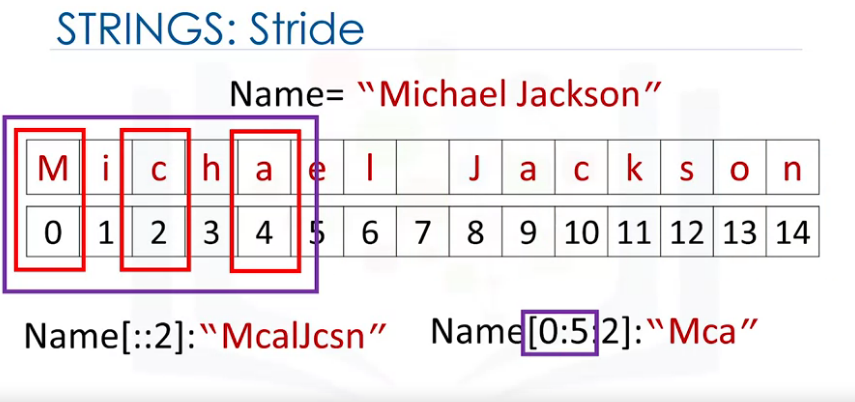 STRINGS: Stride
Name= “Michael Jackson”
M i c h a e l J a c k s o n
0 1 2 3 4 5 6 7 8 9 10 11 12 13 14
Name[::2]:“McalJcsn” Name[0:5:2]:“Mca”